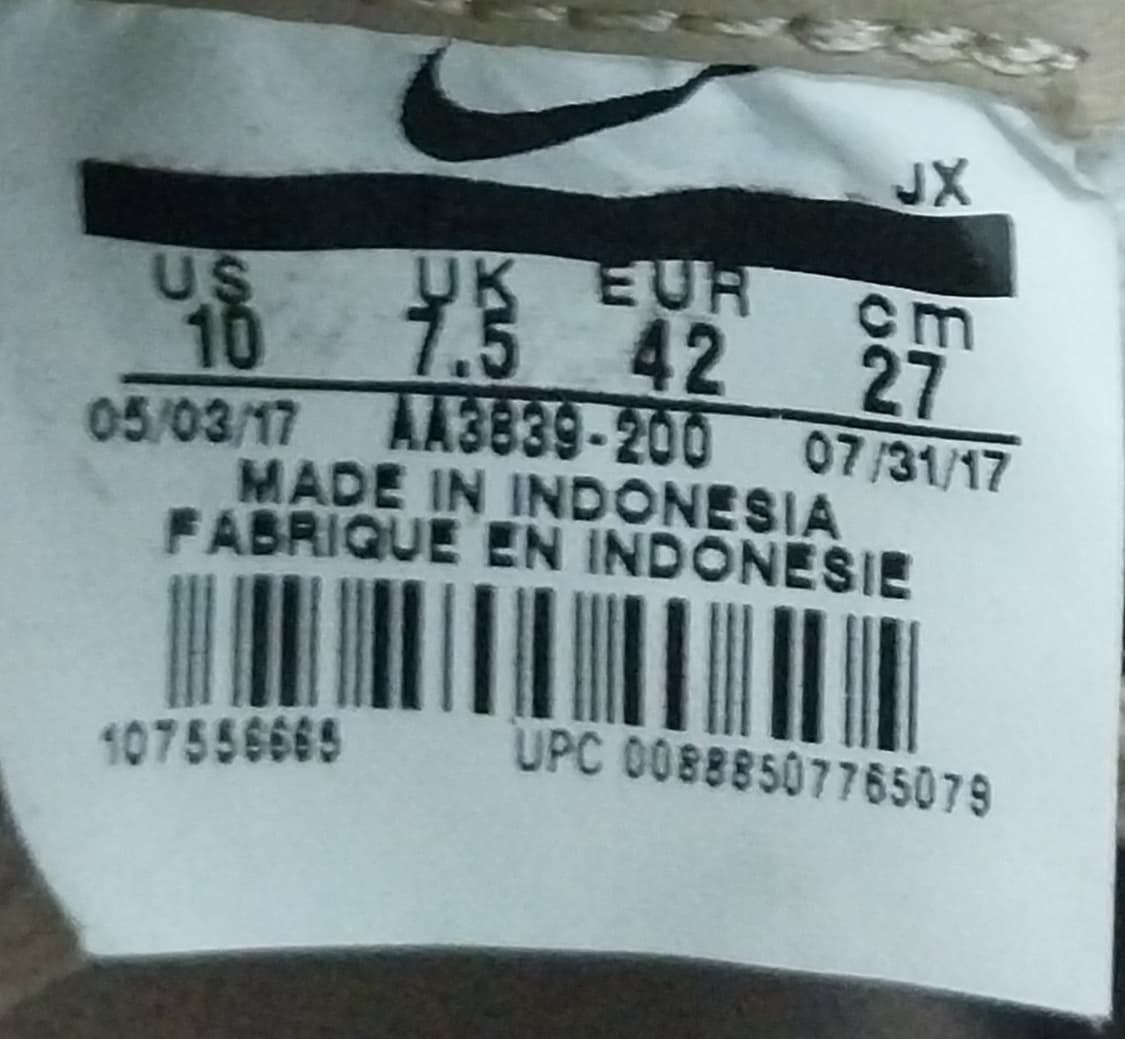 JX
US UK EUR cm
10 7.5 42 27
05/03/17 AA3839-200 07/31/17
MADE IN INDONESIA
FABRIQUE EN INDONESIE
107556665 UPC 00888507765079